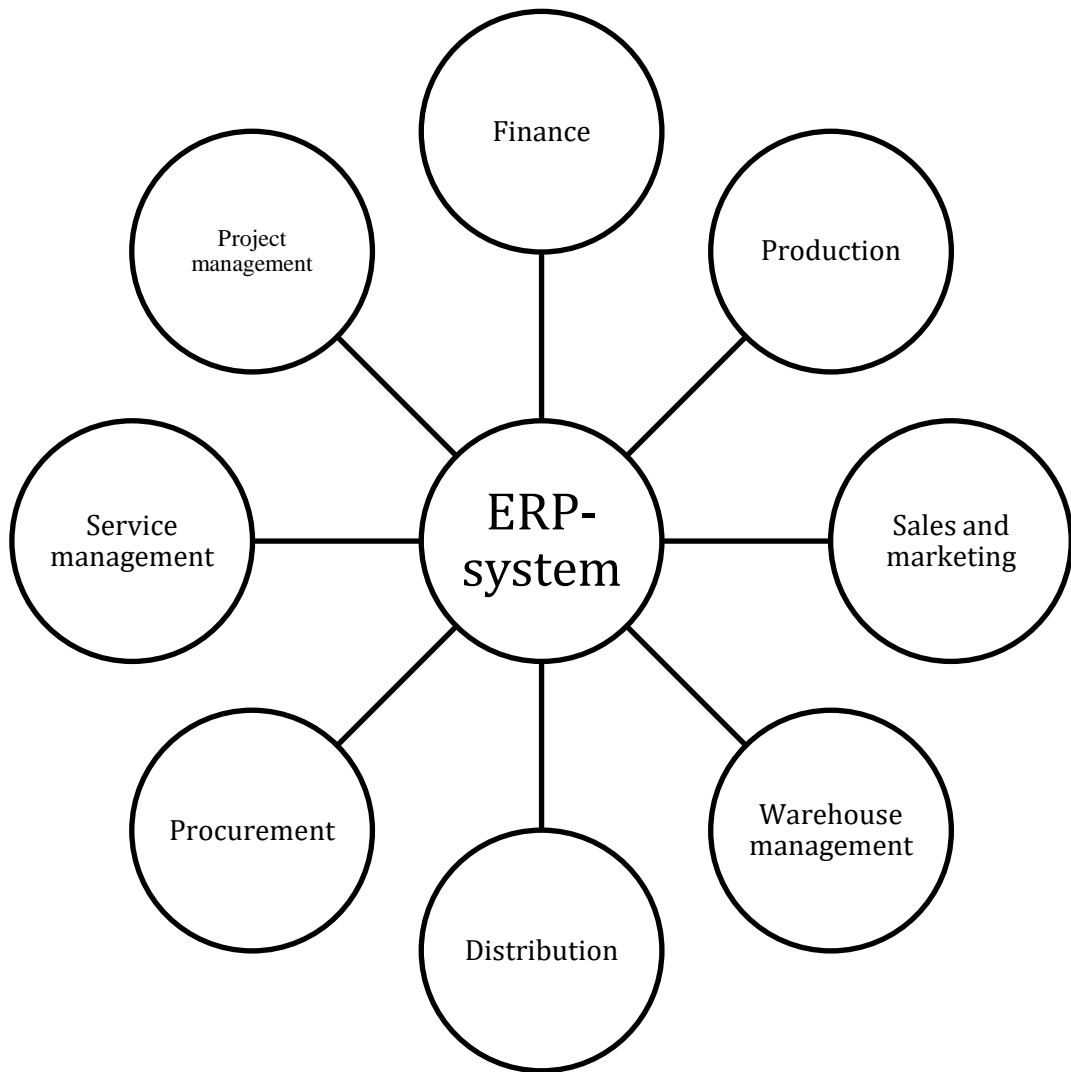 Finance
Project
management
Production
ERP-
system
Service
management
Sales and
marketing
Procurement
Warehouse
management
Distribution